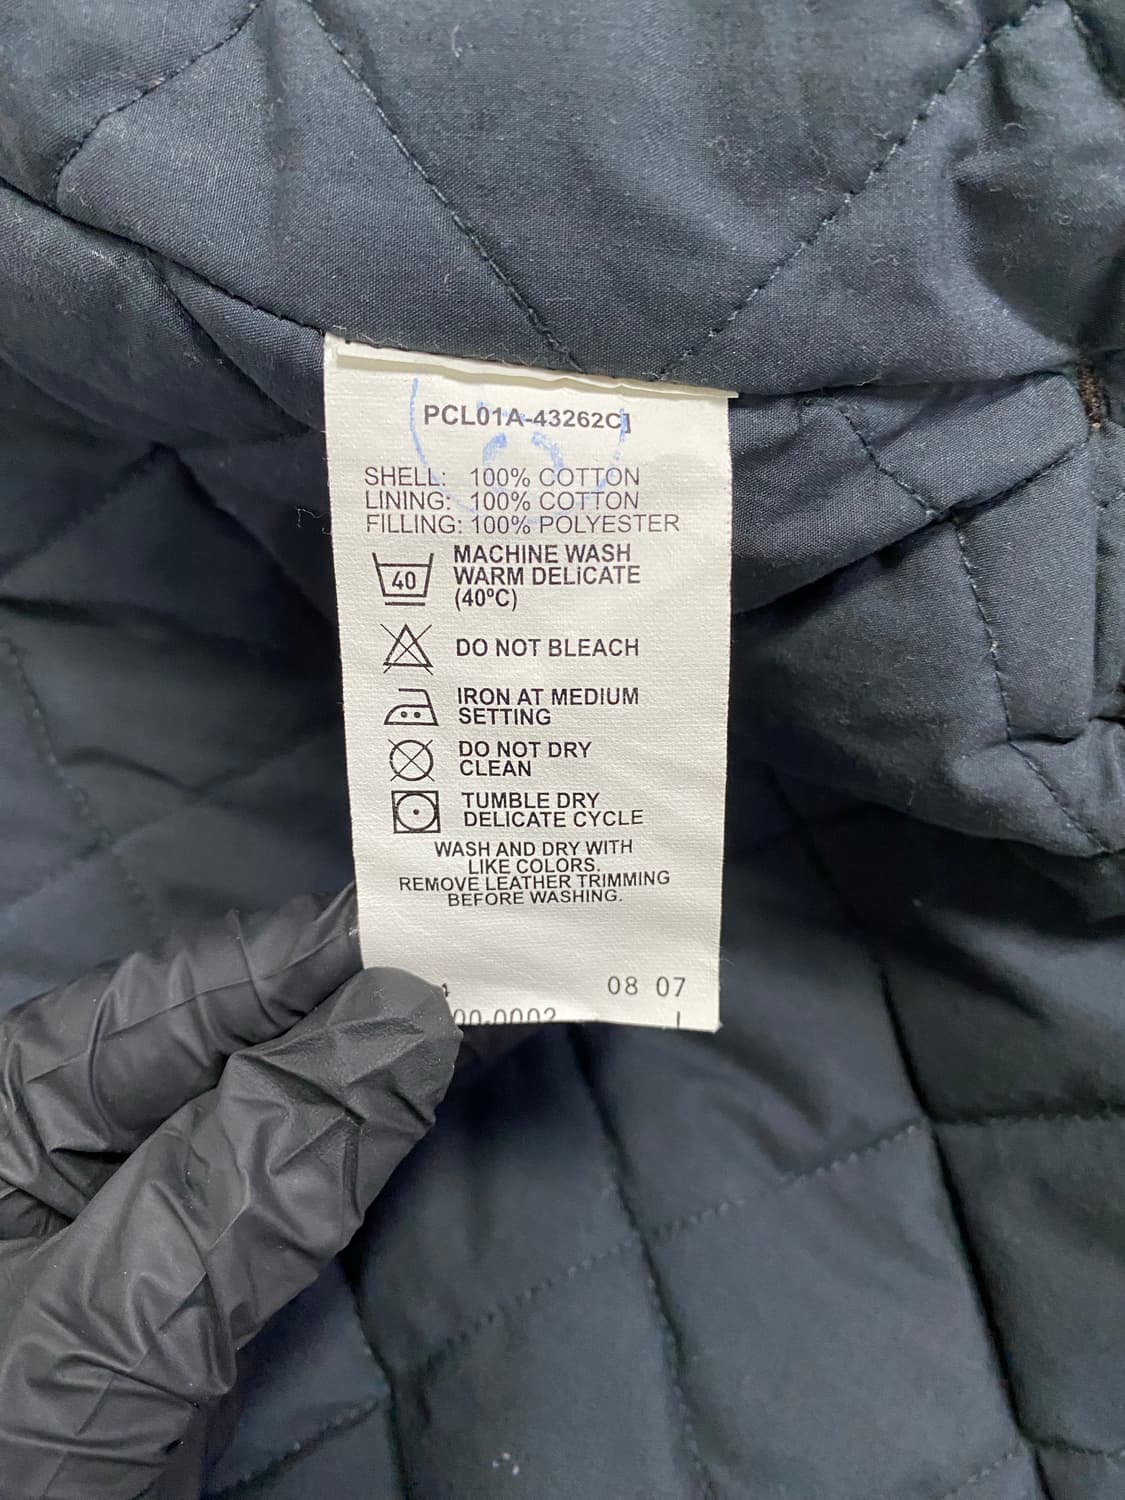 PCL01A-43262C]
SHELL: 100% COTTON
LINING: 100% COTTON
FILLING: 100% POLYESTER
40
MACHINE WASH
WARM DELICATE
(40ºC)
DO NOT BLEACH
IRON AT MEDIUM
SETTING
DO NOT DRY
CLEAN
TUMBLE DRY
DELICATE CYCLE
WASH AND DRY WITH
LIKE COLORS.
REMOVE LEATHER TRIMMING
BEFORE WASHING.
08 07